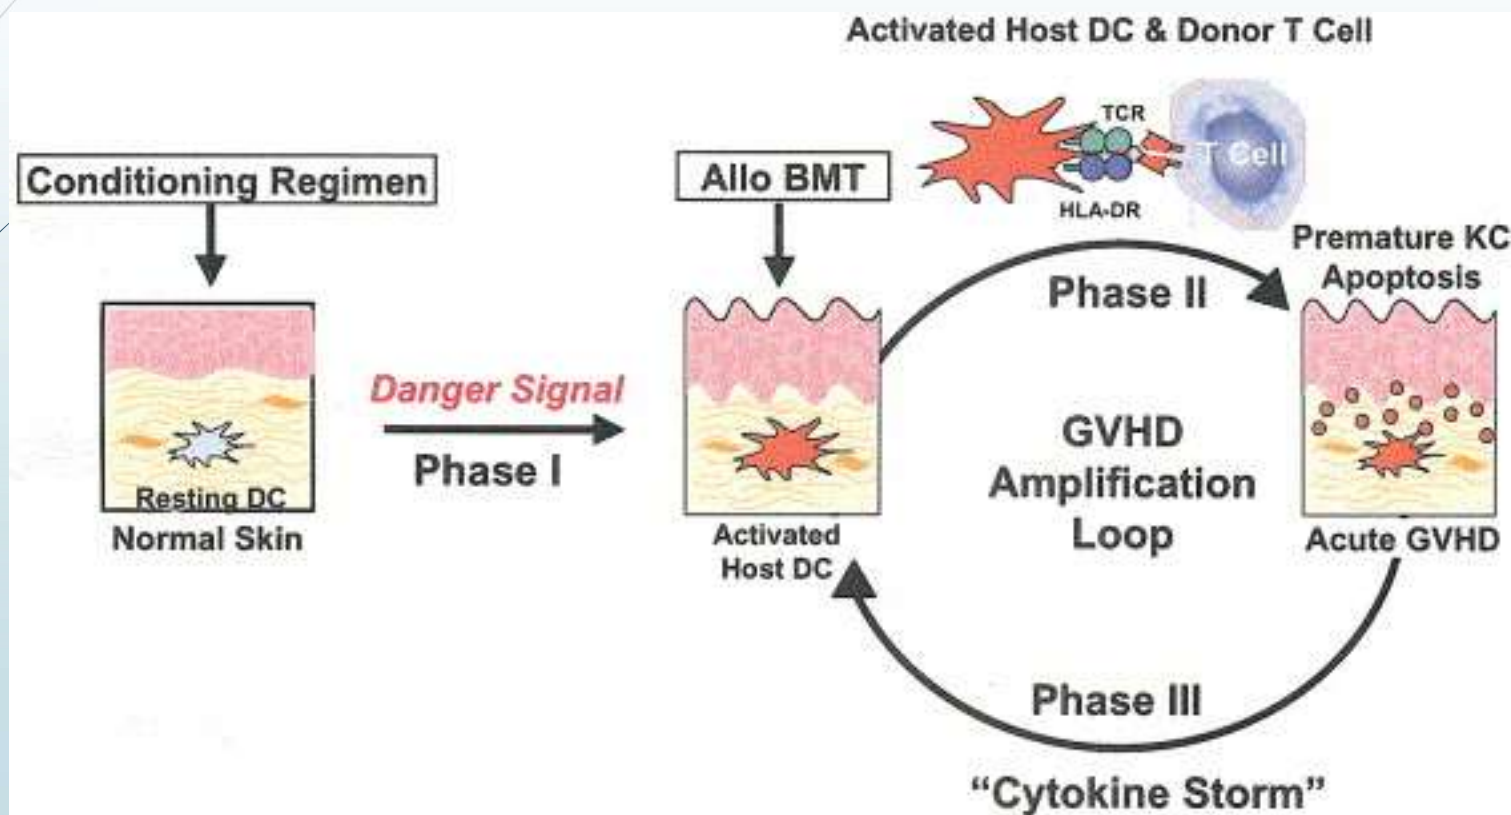 Activated Host DC & Donor T Cell
TCR
T Cell
HLA-DR
Conditioning Regimen
Allo BMT
Premature KC
Apoptosis
Phase II
Danger Signal
Phase I
GVHD
Amplification
Loop
Resting DC
Normal Skin
Activated
Host DC
Acute GVHD
Phase III
“Cytokine Storm”